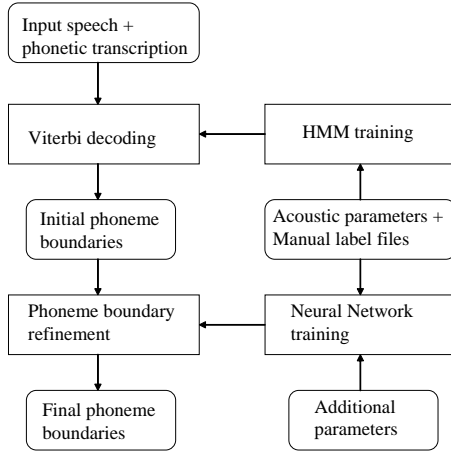 Input speech +
phonetic transcription
Viterbi decoding
HMM training
Initial phoneme
boundaries
Acoustic parameters +
Manual label files
Phoneme boundary
refinement
Neural Network
training
Final phoneme
boundaries
Additional
parameters